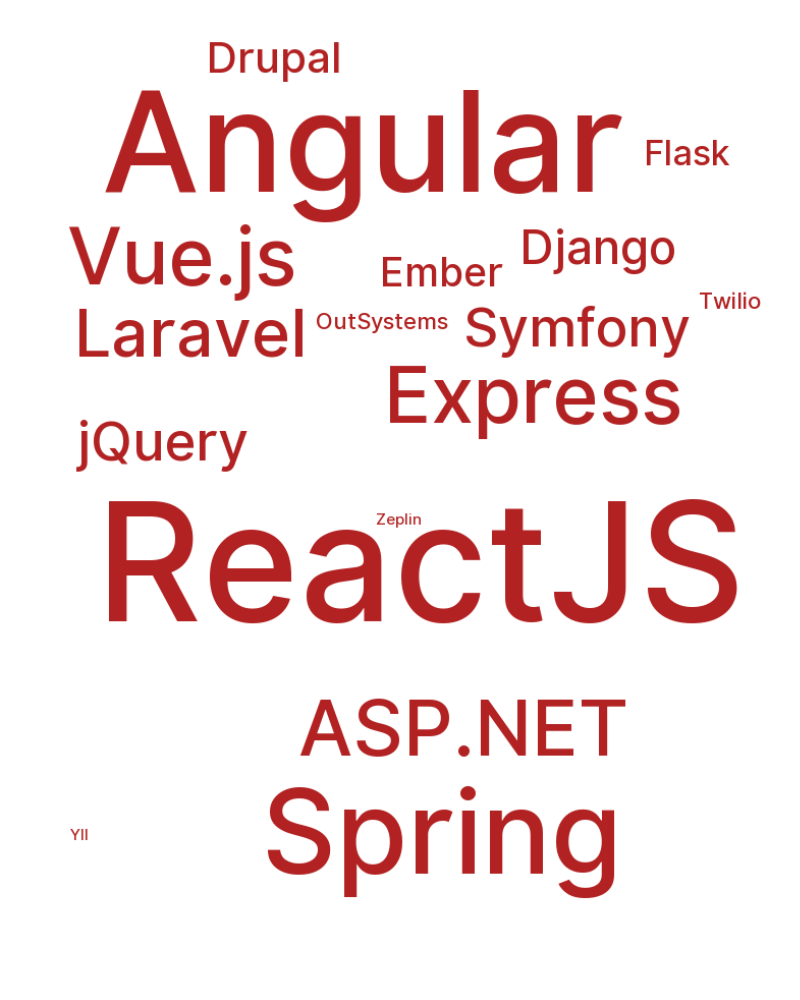 Drupal
Angular
Flask
Vue.js
Ember
Django
Twilio
Laravel
OutSystems
Symfony
Express
jQuery
Zeplin
ReactJS
ASP.NET
Spring
YII